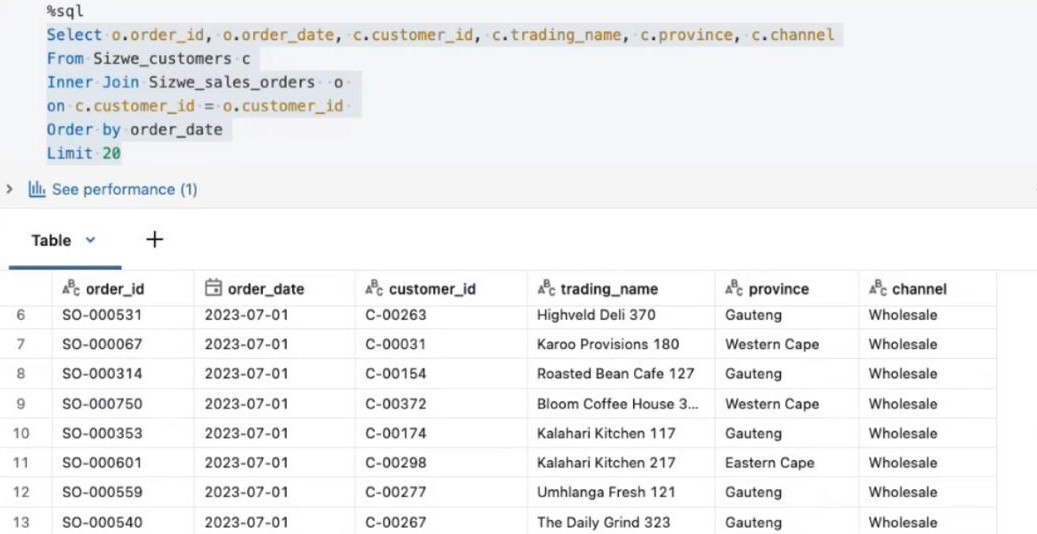 %sql
Select o.order_id, o.order_date, c.customer_id, c.trading_name, c.province, c.channel
From Sizwe_customers c
Inner Join Sizwe_sales_orders  o
on c.customer_id = o.customer_id
Order by order_date
Limit 20
See performance (1)
Table +
order_id order_date customer_id trading_name province channel
6 SO-000531 2023-07-01 C-00263 Highveld Deli 370 Gauteng Wholesale
7 SO-000067 2023-07-01 C-00031 Karoo Provisions 180 Western Cape Wholesale
8 SO-000314 2023-07-01 C-00154 Roasted Bean Cafe 127 Gauteng Wholesale
9 SO-000750 2023-07-01 C-00372 Bloom Coffee House 3... Western Cape Wholesale
10 SO-000353 2023-07-01 C-00174 Kalahari Kitchen 117 Gauteng Wholesale
11 SO-000601 2023-07-01 C-00298 Kalahari Kitchen 217 Eastern Cape Wholesale
12 SO-000559 2023-07-01 C-00277 Umhlanga Fresh 121 Gauteng Wholesale
13 SO-000540 2023-07-01 C-00267 The Daily Grind 323 Gauteng Wholesale